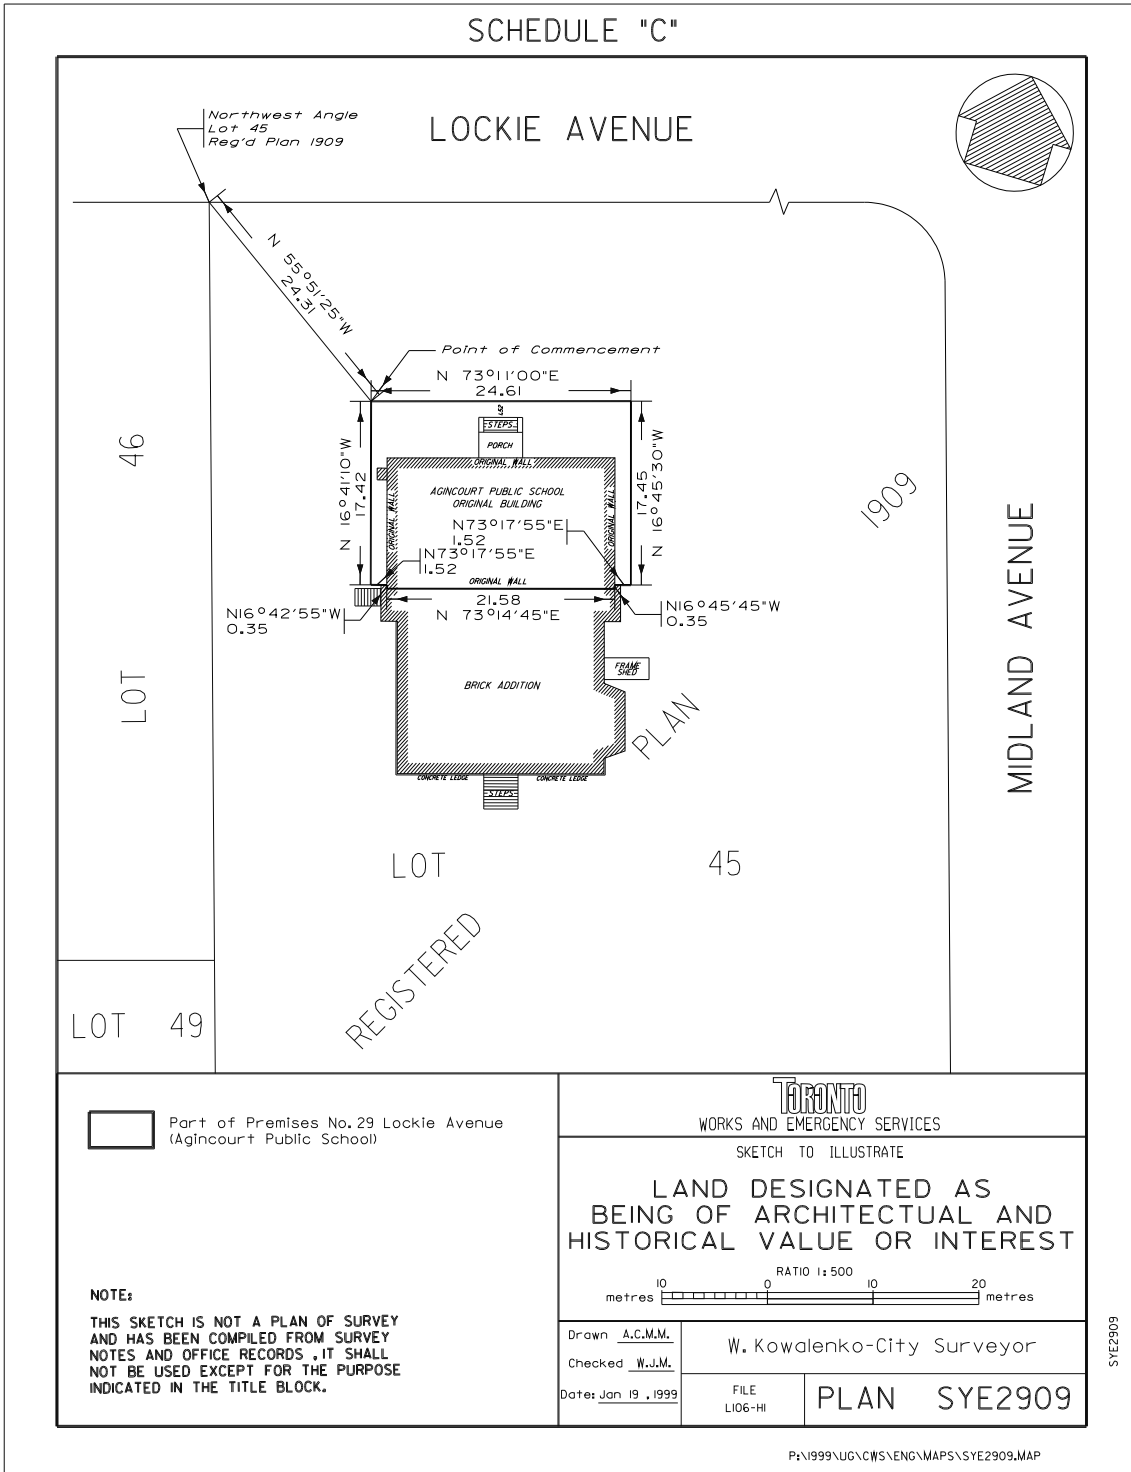 SCHEDULE "C"
Northwest Angle
Lot 45
Reg'd Plan 1909
LOCKIE AVENUE
N 55°51'25"W
24.31
Point of Commencement
N 73°11'00"E
24.61
1.52
STEPS
PORCH
ORIGINAL WALL
N 16°41'10"W
17.42
17.45
N 16°45'30"W
ORIGINAL WALL
ORIGINAL WALL
AGINCOURT PUBLIC SCHOOL
ORIGINAL BUILDING
N73°17'55"E
1.52
N73°17'55"E
1.52
ORIGINAL WALL
21.58
N 73°14'45"E
N16°42'55"W
0.35
N16°45'45"W
0.35
FRAME
SHED
BRICK ADDITION
CONCRETE LEDGE
CONCRETE LEDGE
STEPS
LOT 46
MIDLAND AVENUE
LOT 45
REGISTERED PLAN 1909
LOT 49
Part of Premises No. 29 Lockie Avenue
(Agincourt Public School)
NOTE:
THIS SKETCH IS NOT A PLAN OF SURVEY
AND HAS BEEN COMPILED FROM SURVEY
NOTES AND OFFICE RECORDS , IT SHALL
NOT BE USED EXCEPT FOR THE PURPOSE
INDICATED IN THE TITLE BLOCK.
TORONTO
WORKS AND EMERGENCY SERVICES
SKETCH TO ILLUSTRATE
LAND DESIGNATED AS
BEING OF ARCHITECTUAL AND
HISTORICAL VALUE OR INTEREST
RATIO 1:500
10 0 10 20
metres metres
Drawn A.C.M.M.
Checked W.J.M.
Date: Jan 19 , 1999
W. Kowalenko-City Surveyor
FILE
L106-H1
PLAN SYE2909
SYE2909
P:\1999\UG\CWS\ENG\MAPS\SYE2909.MAP